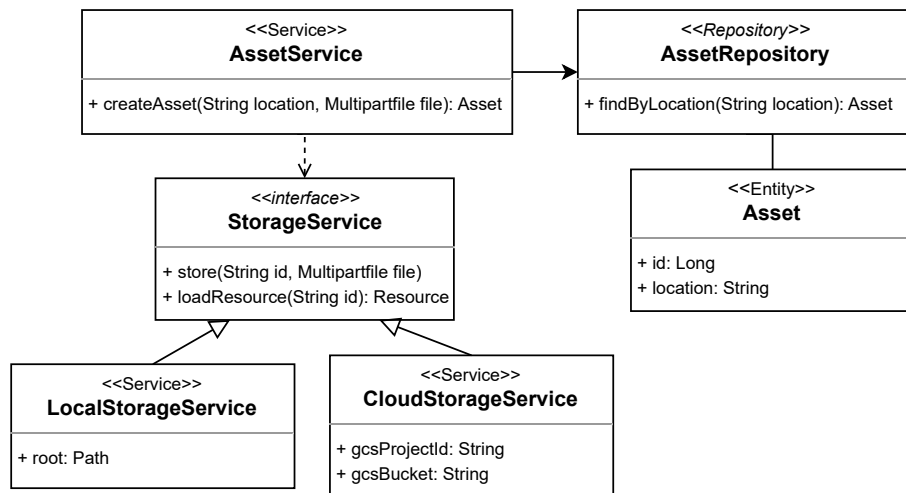 <<Service>>
AssetService
+ createAsset(String location, Multipartfile file): Asset
<<Repository>>
AssetRepository
+ findByLocation(String location): Asset
<<interface>>
StorageService
+ store(String id, Multipartfile file)
+ loadResource(String id): Resource
<<Entity>>
Asset
+ id: Long
+ location: String
<<Service>>
LocalStorageService
+ root: Path
<<Service>>
CloudStorageService
+ gcsProjectId: String
+ gcsBucket: String